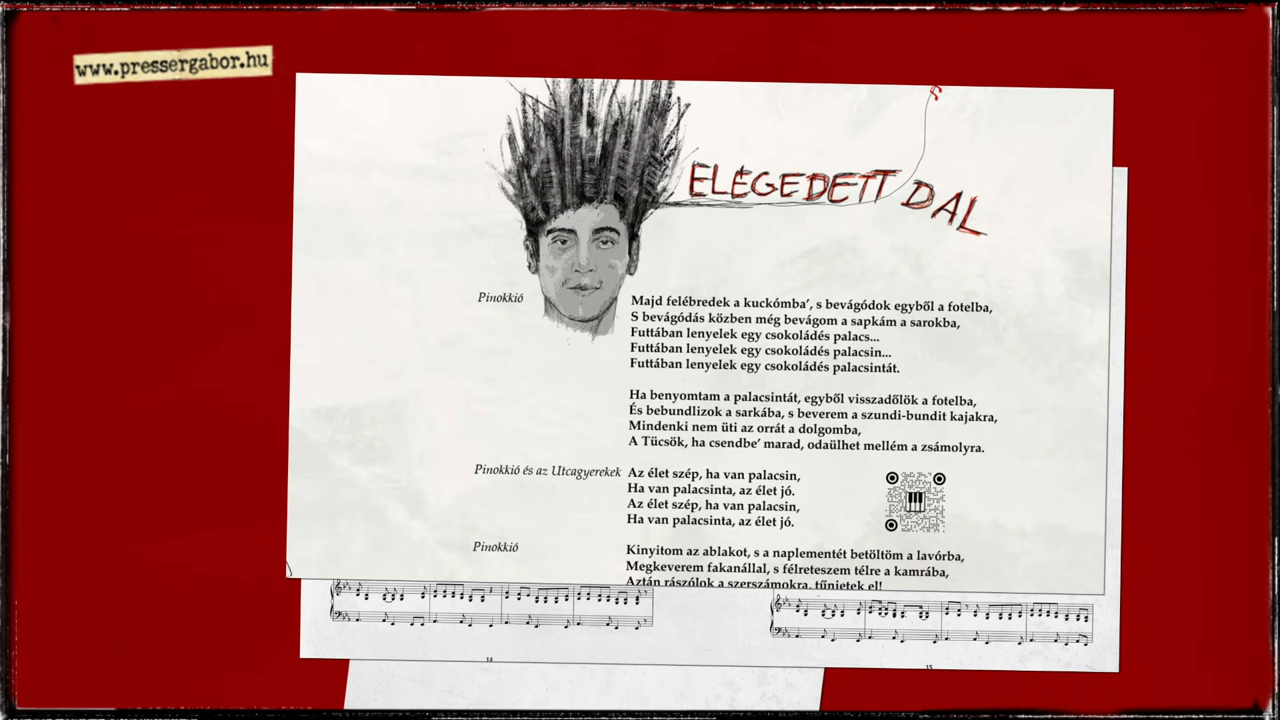 www.pressergabor.hu
ELÉGEDETT DAL
Pinokkió
Majd felébredek a kuckómba’, s bevágódok egyből a fotelba,
S bevágódás közben még bevágom a sapkám a sarokba,
Futtában lenyelek egy csokoládés palacs...
Futtában lenyelek egy csokoládés palacsin...
Futtában lenyelek egy csokoládés palacsintát.
Ha benyomtam a palacsintát, egyből visszadőlök a fotelba,
És bebundlizok a sarkába, s beverem a szundi-bundit kajakra,
Mindenki nem üti az orrát a dolgomba,
A Tücsök, ha csendbe’ marad, odaülhet mellém a zsámolyra.
Pinokkió és az Utcagyerekek
Az élet szép, ha van palacsin,
Ha van palacsinta, az élet jó.
Az élet szép, ha van palacsin,
Ha van palacsinta, az élet jó.
Pinokkió
Kinyitom az ablakot, s a naplementét betöltöm a lavórba,
Megkeverem fakanállal, s félreteszem télre a kamrába,
Aztán rászólok a szerszámokra, tűnjetek el!
14
15